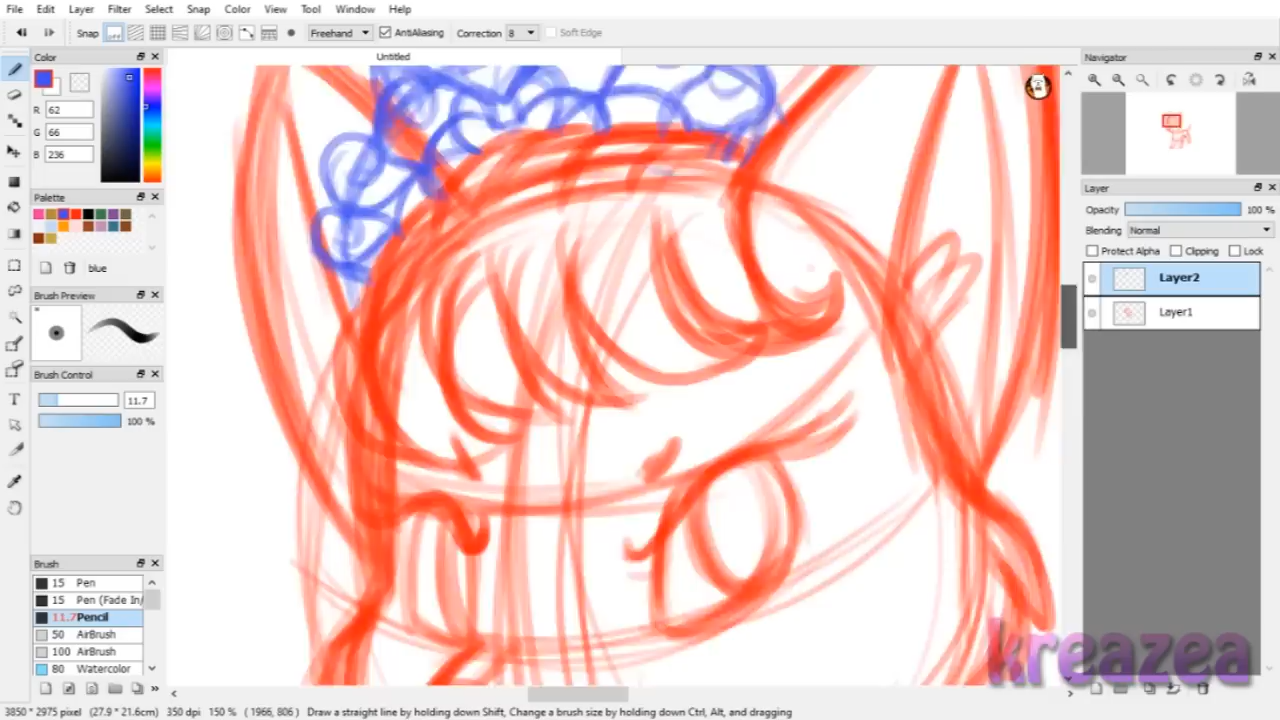 File Edit Layer Filter Select Snap Color View Tool Window Help
Snap OFF Freehand AntiAliasing Correction 8 Soft Edge
Color
Untitled
Navigator
R 62
G 66
B 236
Palette
blue
Layer
Opacity 100 %
Blending Normal
Protect Alpha Clipping Lock
Layer2
Layer1
Brush Preview
Brush Control
11.7
100 %
Brush
15 Pen
15 Pen (Fade In/
11.7 Pencil
50 AirBrush
100 AirBrush
80 Watercolor
kreazea
3850 * 2975 pixel (27.9 * 21.6cm) 350 dpi 150 % ( 1966, 806 ) Draw a straight line by holding down Shift, Change a brush size by holding down Ctrl, Alt, and dragging